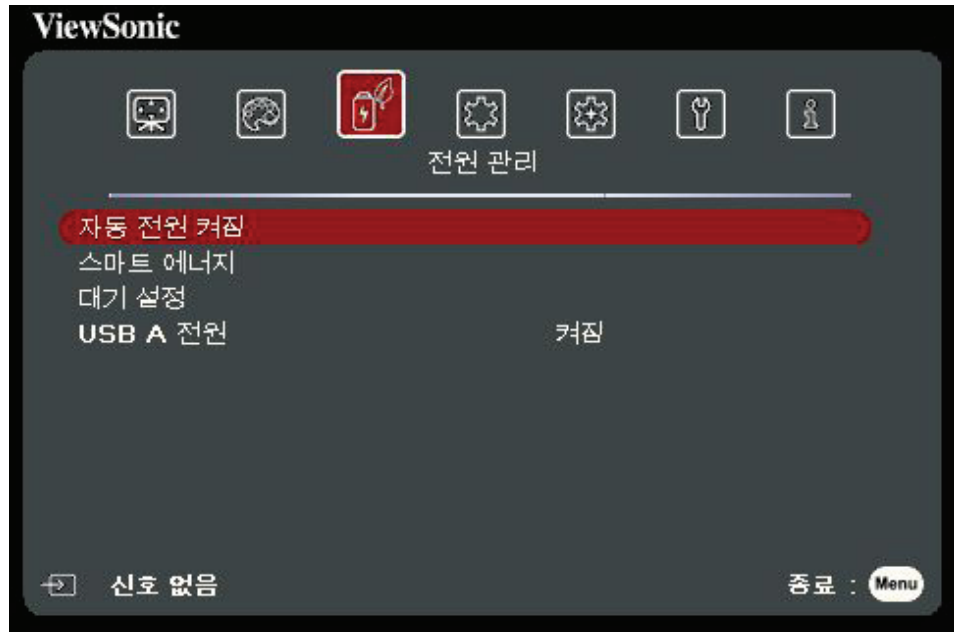 ViewSonic
전원 관리
자동 전원 켜짐
스마트 에너지
대기 설정
USB A 전원 켜짐
신호 없음 종료 : Menu